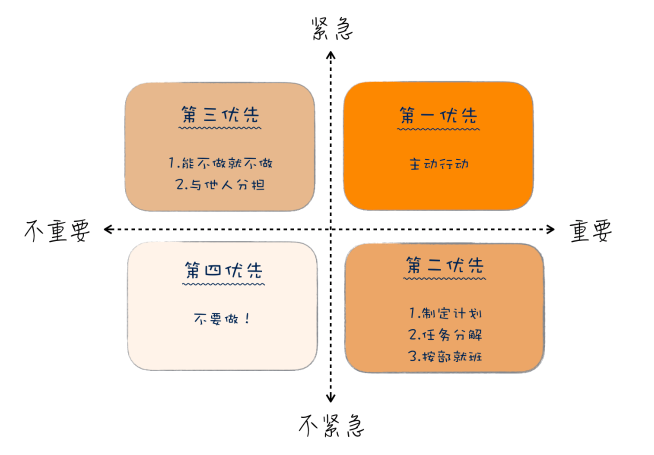 紧急
第三优先
1.能不做就不做
2.与他人分担
第一优先
主动行动
不重要
重要
第四优先
不要做！
第二优先
1.制定计划
2.任务分解
3.按部就班
不紧急